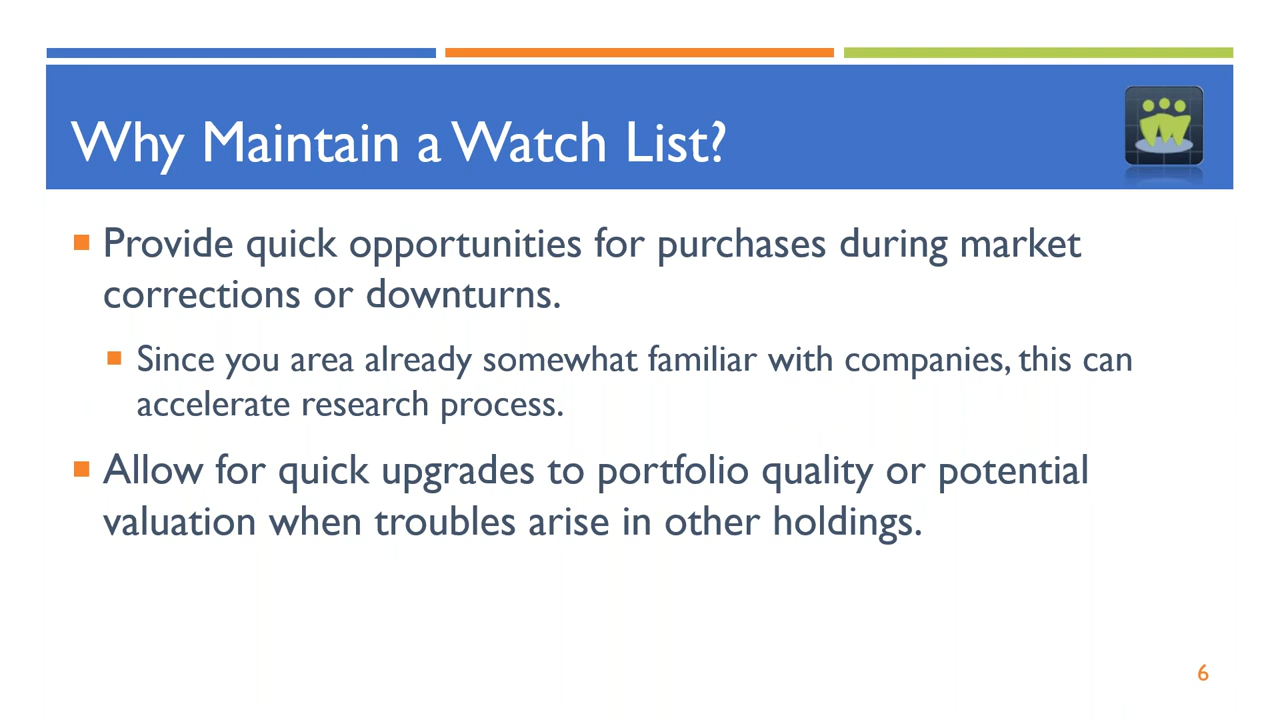 Why Maintain a Watch List?
Provide quick opportunities for purchases during market
corrections or downturns.
Since you area already somewhat familiar with companies, this can
accelerate research process.
Allow for quick upgrades to portfolio quality or potential
valuation when troubles arise in other holdings.
6